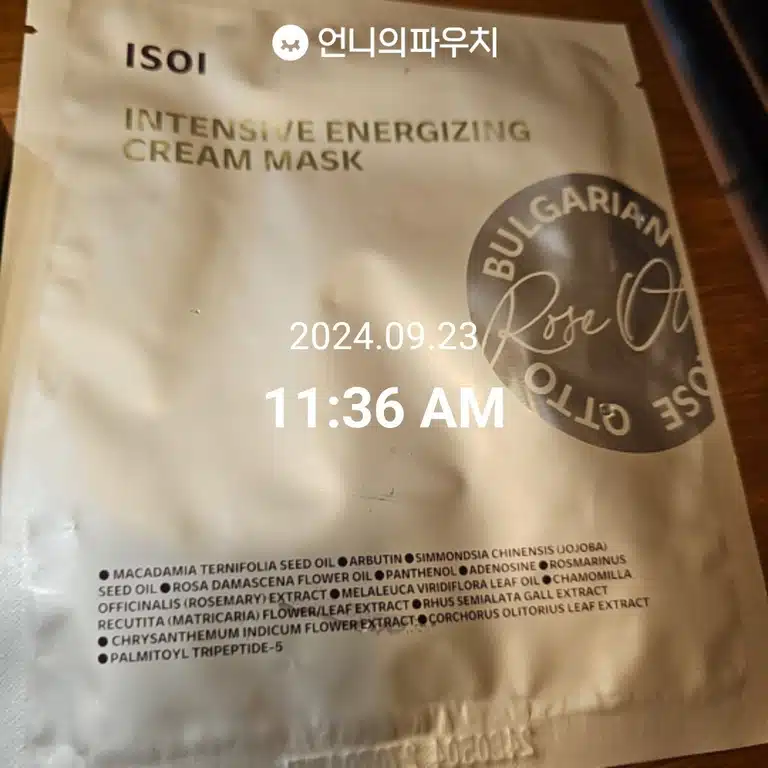 언니의파우치
ISOI
INTENSIVE ENERGIZING
CREAM MASK
BULGARIAN
Rose Ot
ROSE OTTO
2024.09.23
11:36 AM
● MACADAMIA TERNIFOLIA SEED OIL ● ARBUTIN ● SIMMONDSIA CHINENSIS (JOJOBA)
SEED OIL ● ROSA DAMASCENA FLOWER OIL ● PANTHENOL ● ADENOSINE ● ROSMARINUS
OFFICINALIS (ROSEMARY) EXTRACT ● MELALEUCA VIRIDIFLORA LEAF OIL ● CHAMOMILLA
RECUTITA (MATRICARIA) FLOWER/LEAF EXTRACT ● RHUS SEMIALATA GALL EXTRACT
● CHRYSANTHEMUM INDICUM FLOWER EXTRACT ● CORCHORUS OLITORIUS LEAF EXTRACT
● PALMITOYL TRIPEPTIDE-5